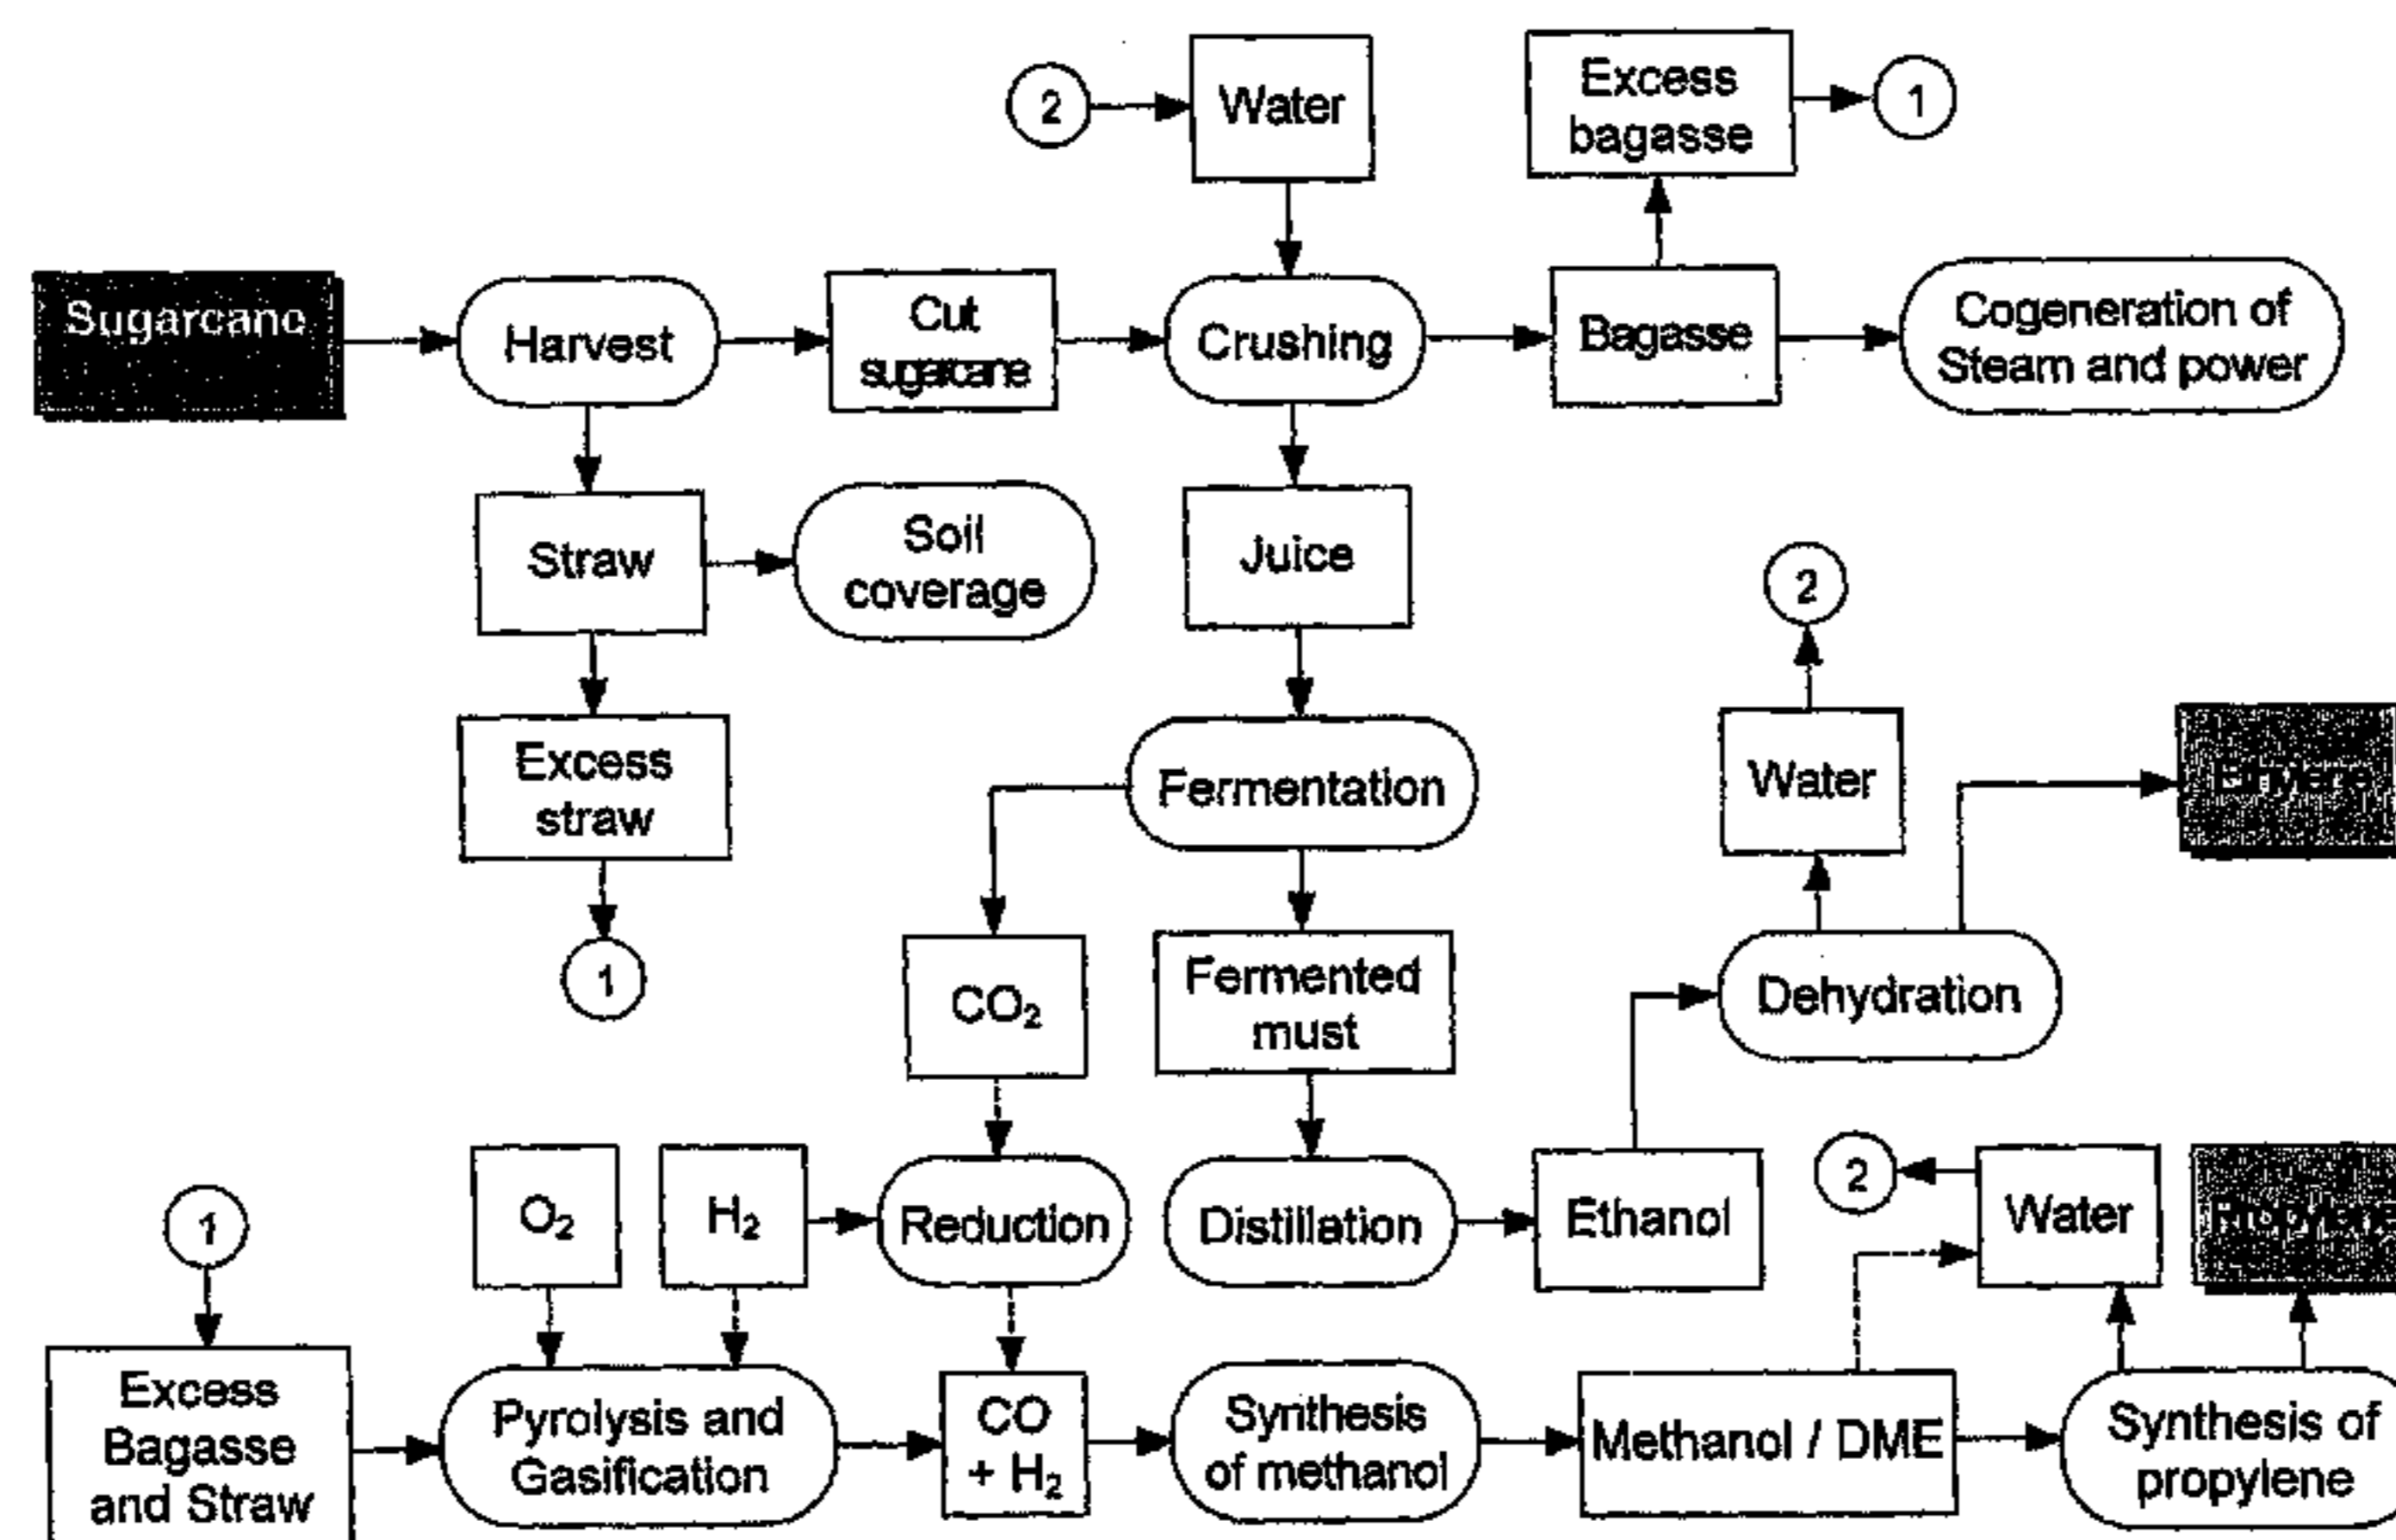 2
Water
Excess
bagasse
1
Sugarcane
Harvest
Cut
sugarcane
Crushing
Bagasse
Cogeneration of
Steam and power
Straw
Soil
coverage
Juice
2
Excess
straw
Fermentation
Water
Ethylene
1
CO₂
Fermented
must
Dehydration
1
O₂
H₂
Reduction
Distillation
Ethanol
2
Water
Propylene
Excess
Bagasse
and Straw
Pyrolysis and
Gasification
CO
+ H₂
Synthesis
of methanol
Methanol / DME
Synthesis of
propylene